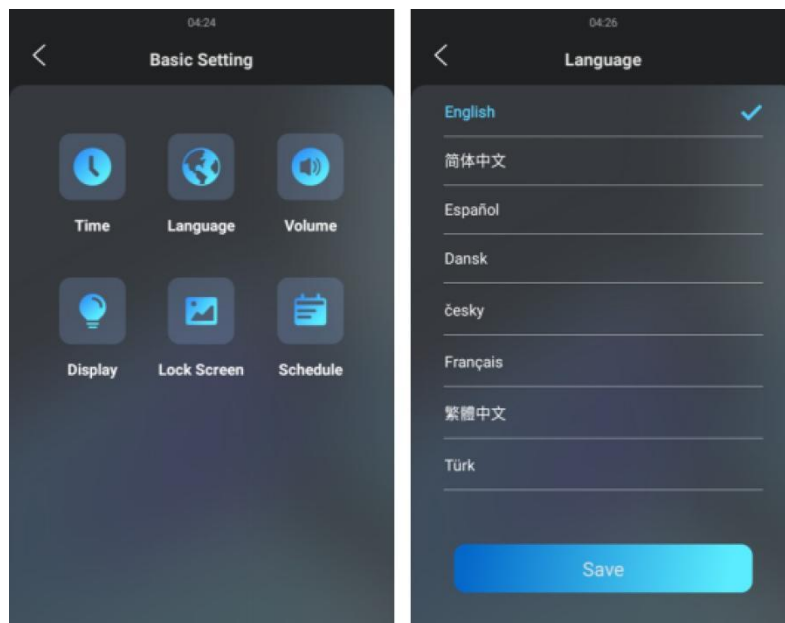 04:24
Basic Setting
Time
Language
Volume
Display
Lock Screen
Schedule
04:26
Language
English
简体中文
Español
Dansk
česky
Français
繁體中文
Türk
Save